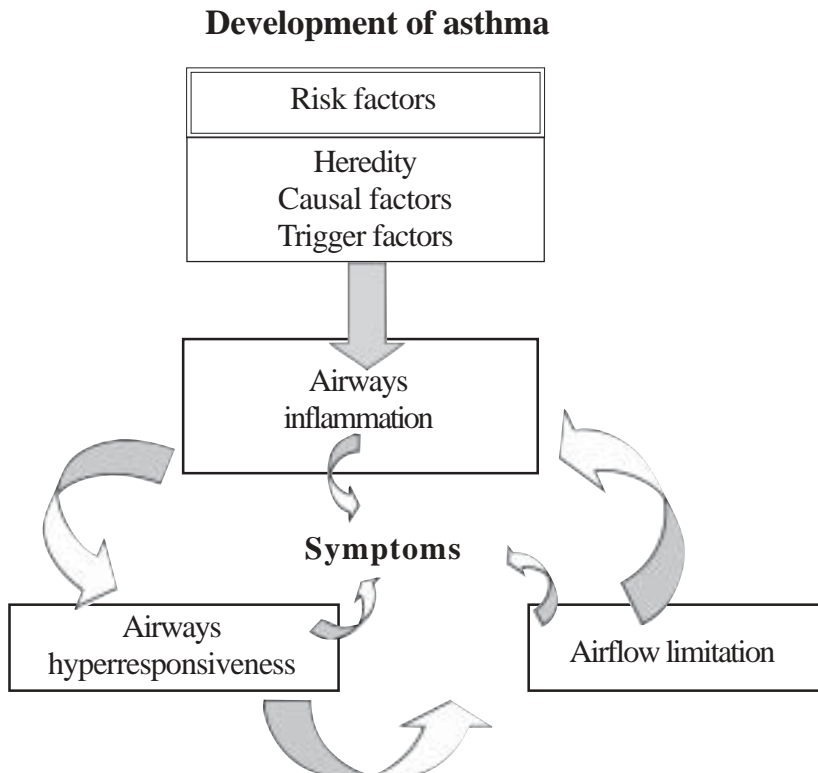 Development of asthma
Risk factors
Heredity
Causal factors
Trigger factors
Airways
inflammation
Symptoms
Airways
hyperresponsiveness
Airflow limitation